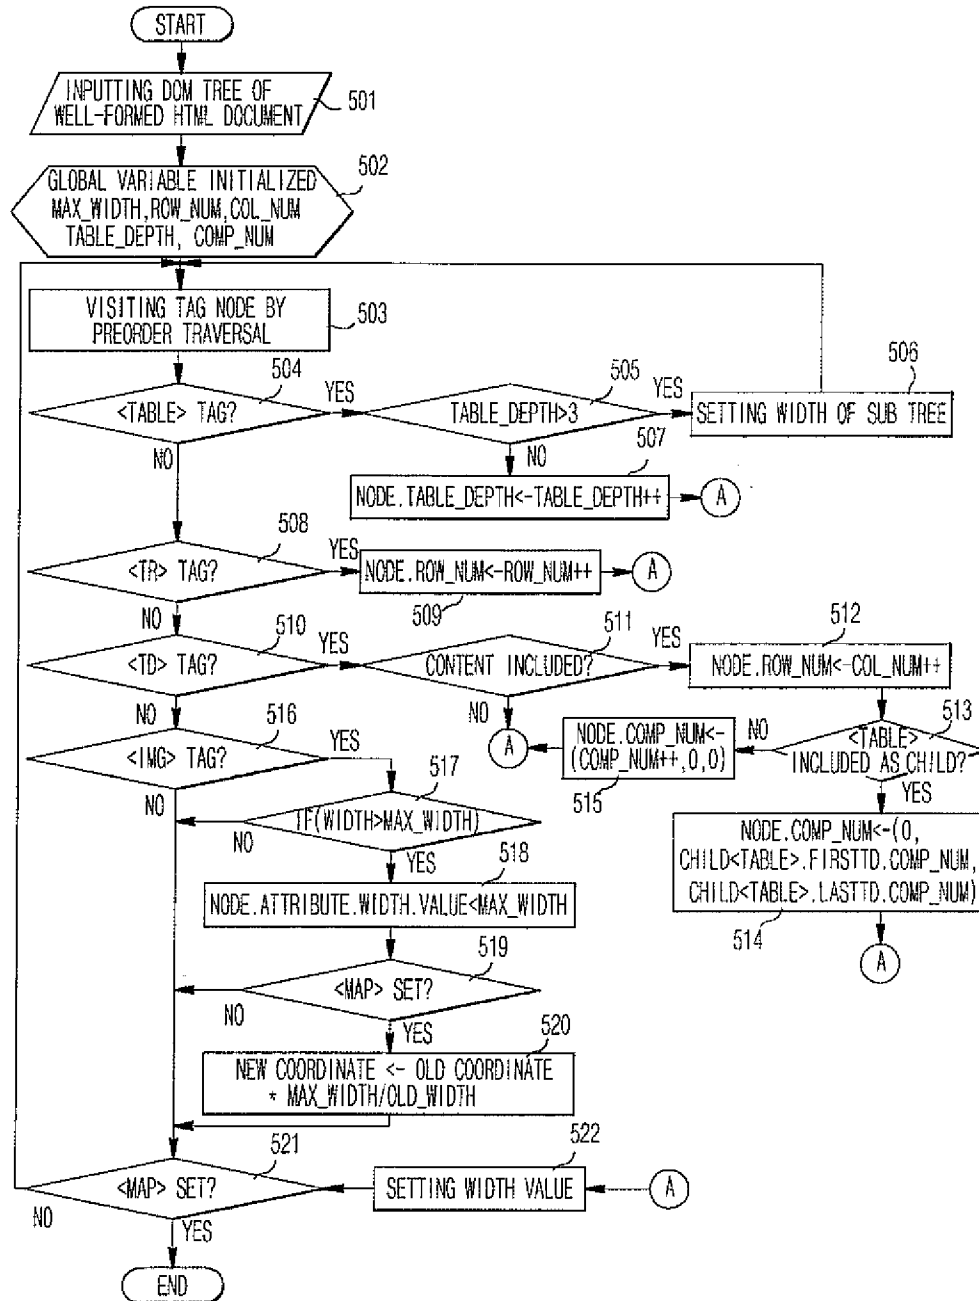 START
INPUTTING DOM TREE OF
WELL-FORMED HTML DOCUMENT
501
GLOBAL VARIABLE INITIALIZED
MAX_WIDTH,ROW_NUM,COL_NUM
TABLE_DEPTH, COMP_NUM
502
VISITING TAG NODE BY
PREORDER TRAVERSAL
503
504
<TABLE> TAG?
YES
NO
505
TABLE_DEPTH>3
YES
NO
506
SETTING WIDTH OF SUB TREE
507
NODE.TABLE_DEPTH<-TABLE_DEPTH++
A
508
<TR> TAG?
YES
NO
NODE.ROW_NUM<-ROW_NUM++
509
A
510
<TD> TAG?
YES
NO
511
CONTENT INCLUDED?
YES
NO
A
512
NODE.ROW_NUM<-COL_NUM++
513
<TABLE>
INCLUDED AS CHILD?
NO
YES
NODE.COMP_NUM<-
(COMP_NUM++,0,0)
515
NODE.COMP_NUM<-(0,
CHILD<TABLE>.FIRSTTD.COMP_NUM,
CHILD<TABLE>.LASTTD.COMP_NUM)
514
A
516
<IMG> TAG?
YES
NO
517
IF(WIDTH>MAX_WIDTH)
NO
YES
518
NODE.ATTRIBUTE.WIDTH.VALUE<MAX_WIDTH
519
<MAP> SET?
NO
YES
520
NEW COORDINATE <- OLD COORDINATE
* MAX_WIDTH/OLD_WIDTH
521
<MAP> SET?
NO
YES
522
SETTING WIDTH VALUE
A
END